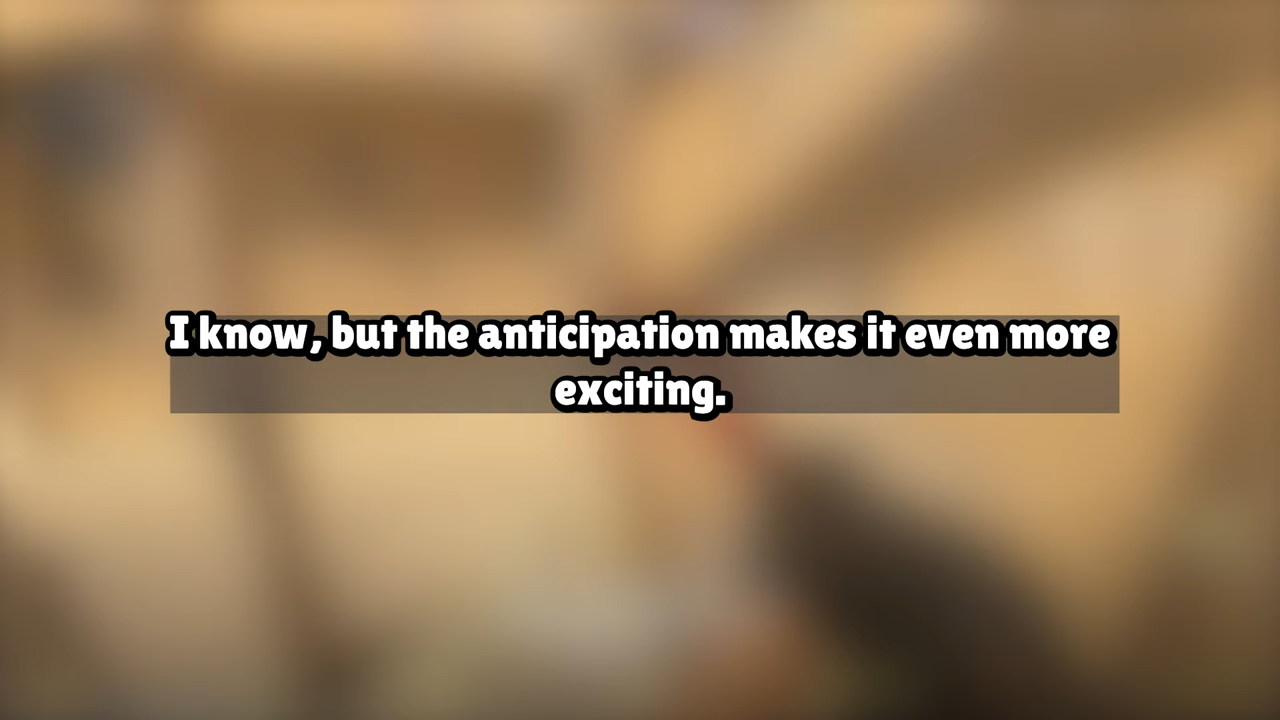 I know, but the anticipation makes it even more
exciting.